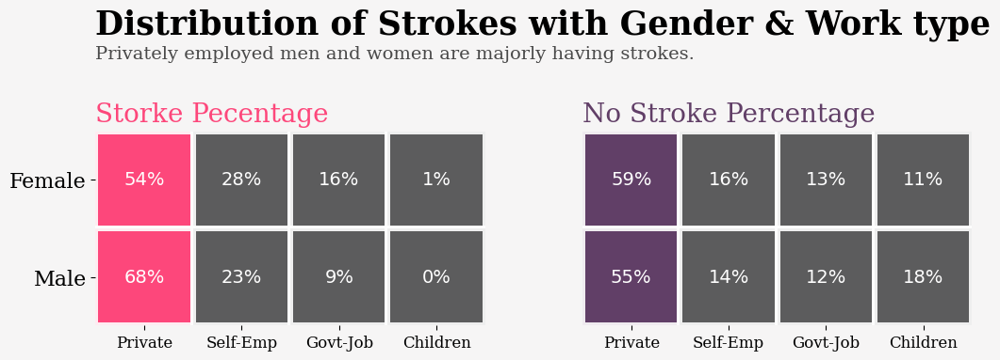 Distribution of Strokes with Gender & Work type
Privately employed men and women are majorly having strokes.
Storke Pecentage
No Stroke Percentage
Female 54% 28% 16% 1% 59% 16% 13% 11%
Male 68% 23% 9% 0% 55% 14% 12% 18%
Private Self-Emp Govt-Job Children Private Self-Emp Govt-Job Children